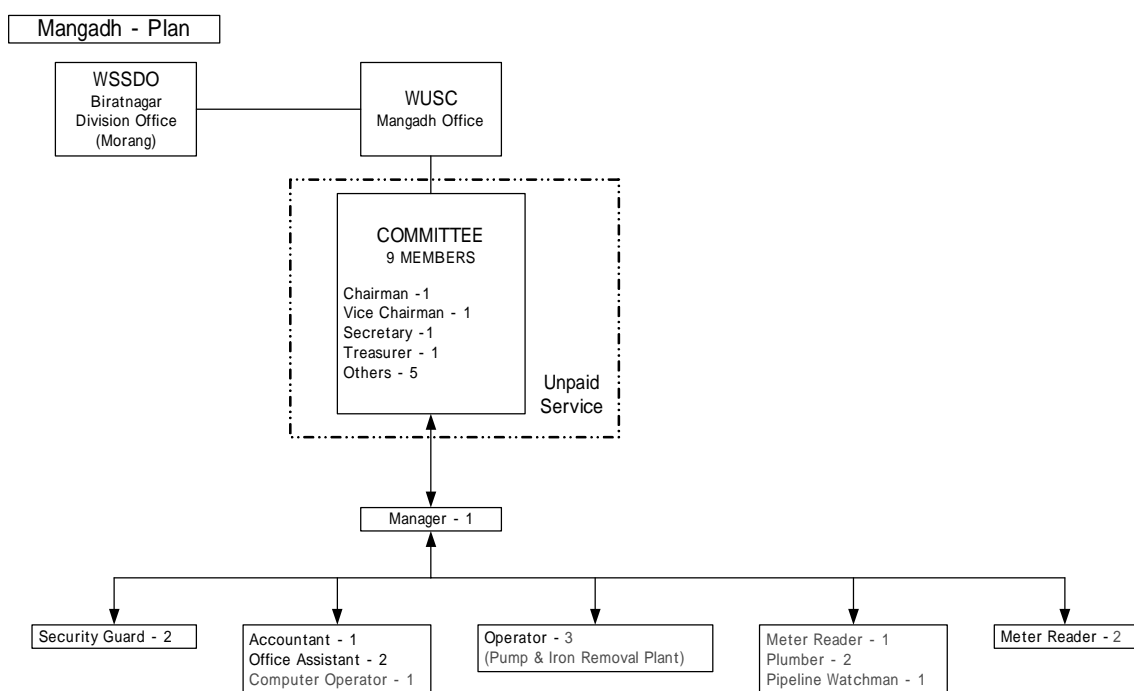 Mangadh - Plan
WSSDO
Biratnagar
Division Office
(Morang)
WUSC
Mangadh Office
COMMITTEE
9 MEMBERS
Chairman -1
Vice Chairman - 1
Secretary -1
Treasurer - 1
Others - 5
Unpaid
Service
Manager - 1
Security Guard - 2
Accountant - 1
Office Assistant - 2
Computer Operator - 1
Operator - 3
(Pump & Iron Removal Plant)
Meter Reader - 1
Plumber - 2
Pipeline Watchman - 1
Meter Reader - 2